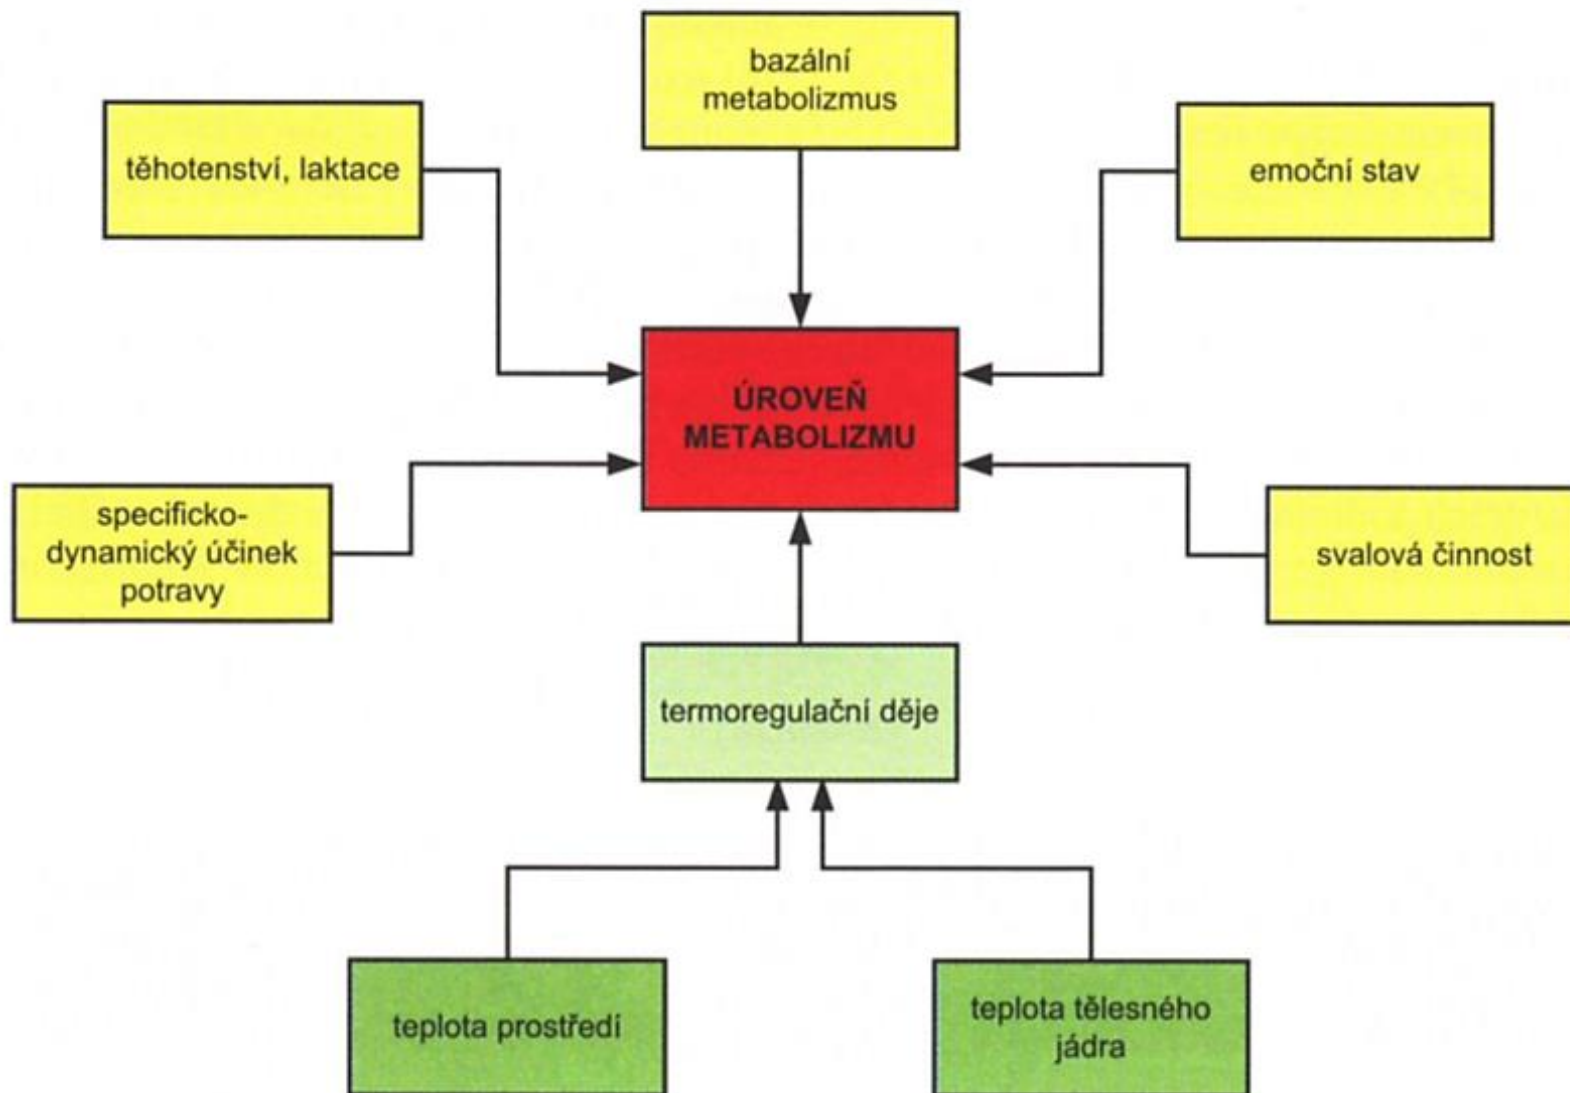 bazální
metabolizmus
těhotenství, laktace
emoční stav
ÚROVEŇ
METABOLIZMU
specificko-
dynamický účinek
potravy
svalová činnost
termoregulační děje
teplota prostředí
teplota tělesného
jádra